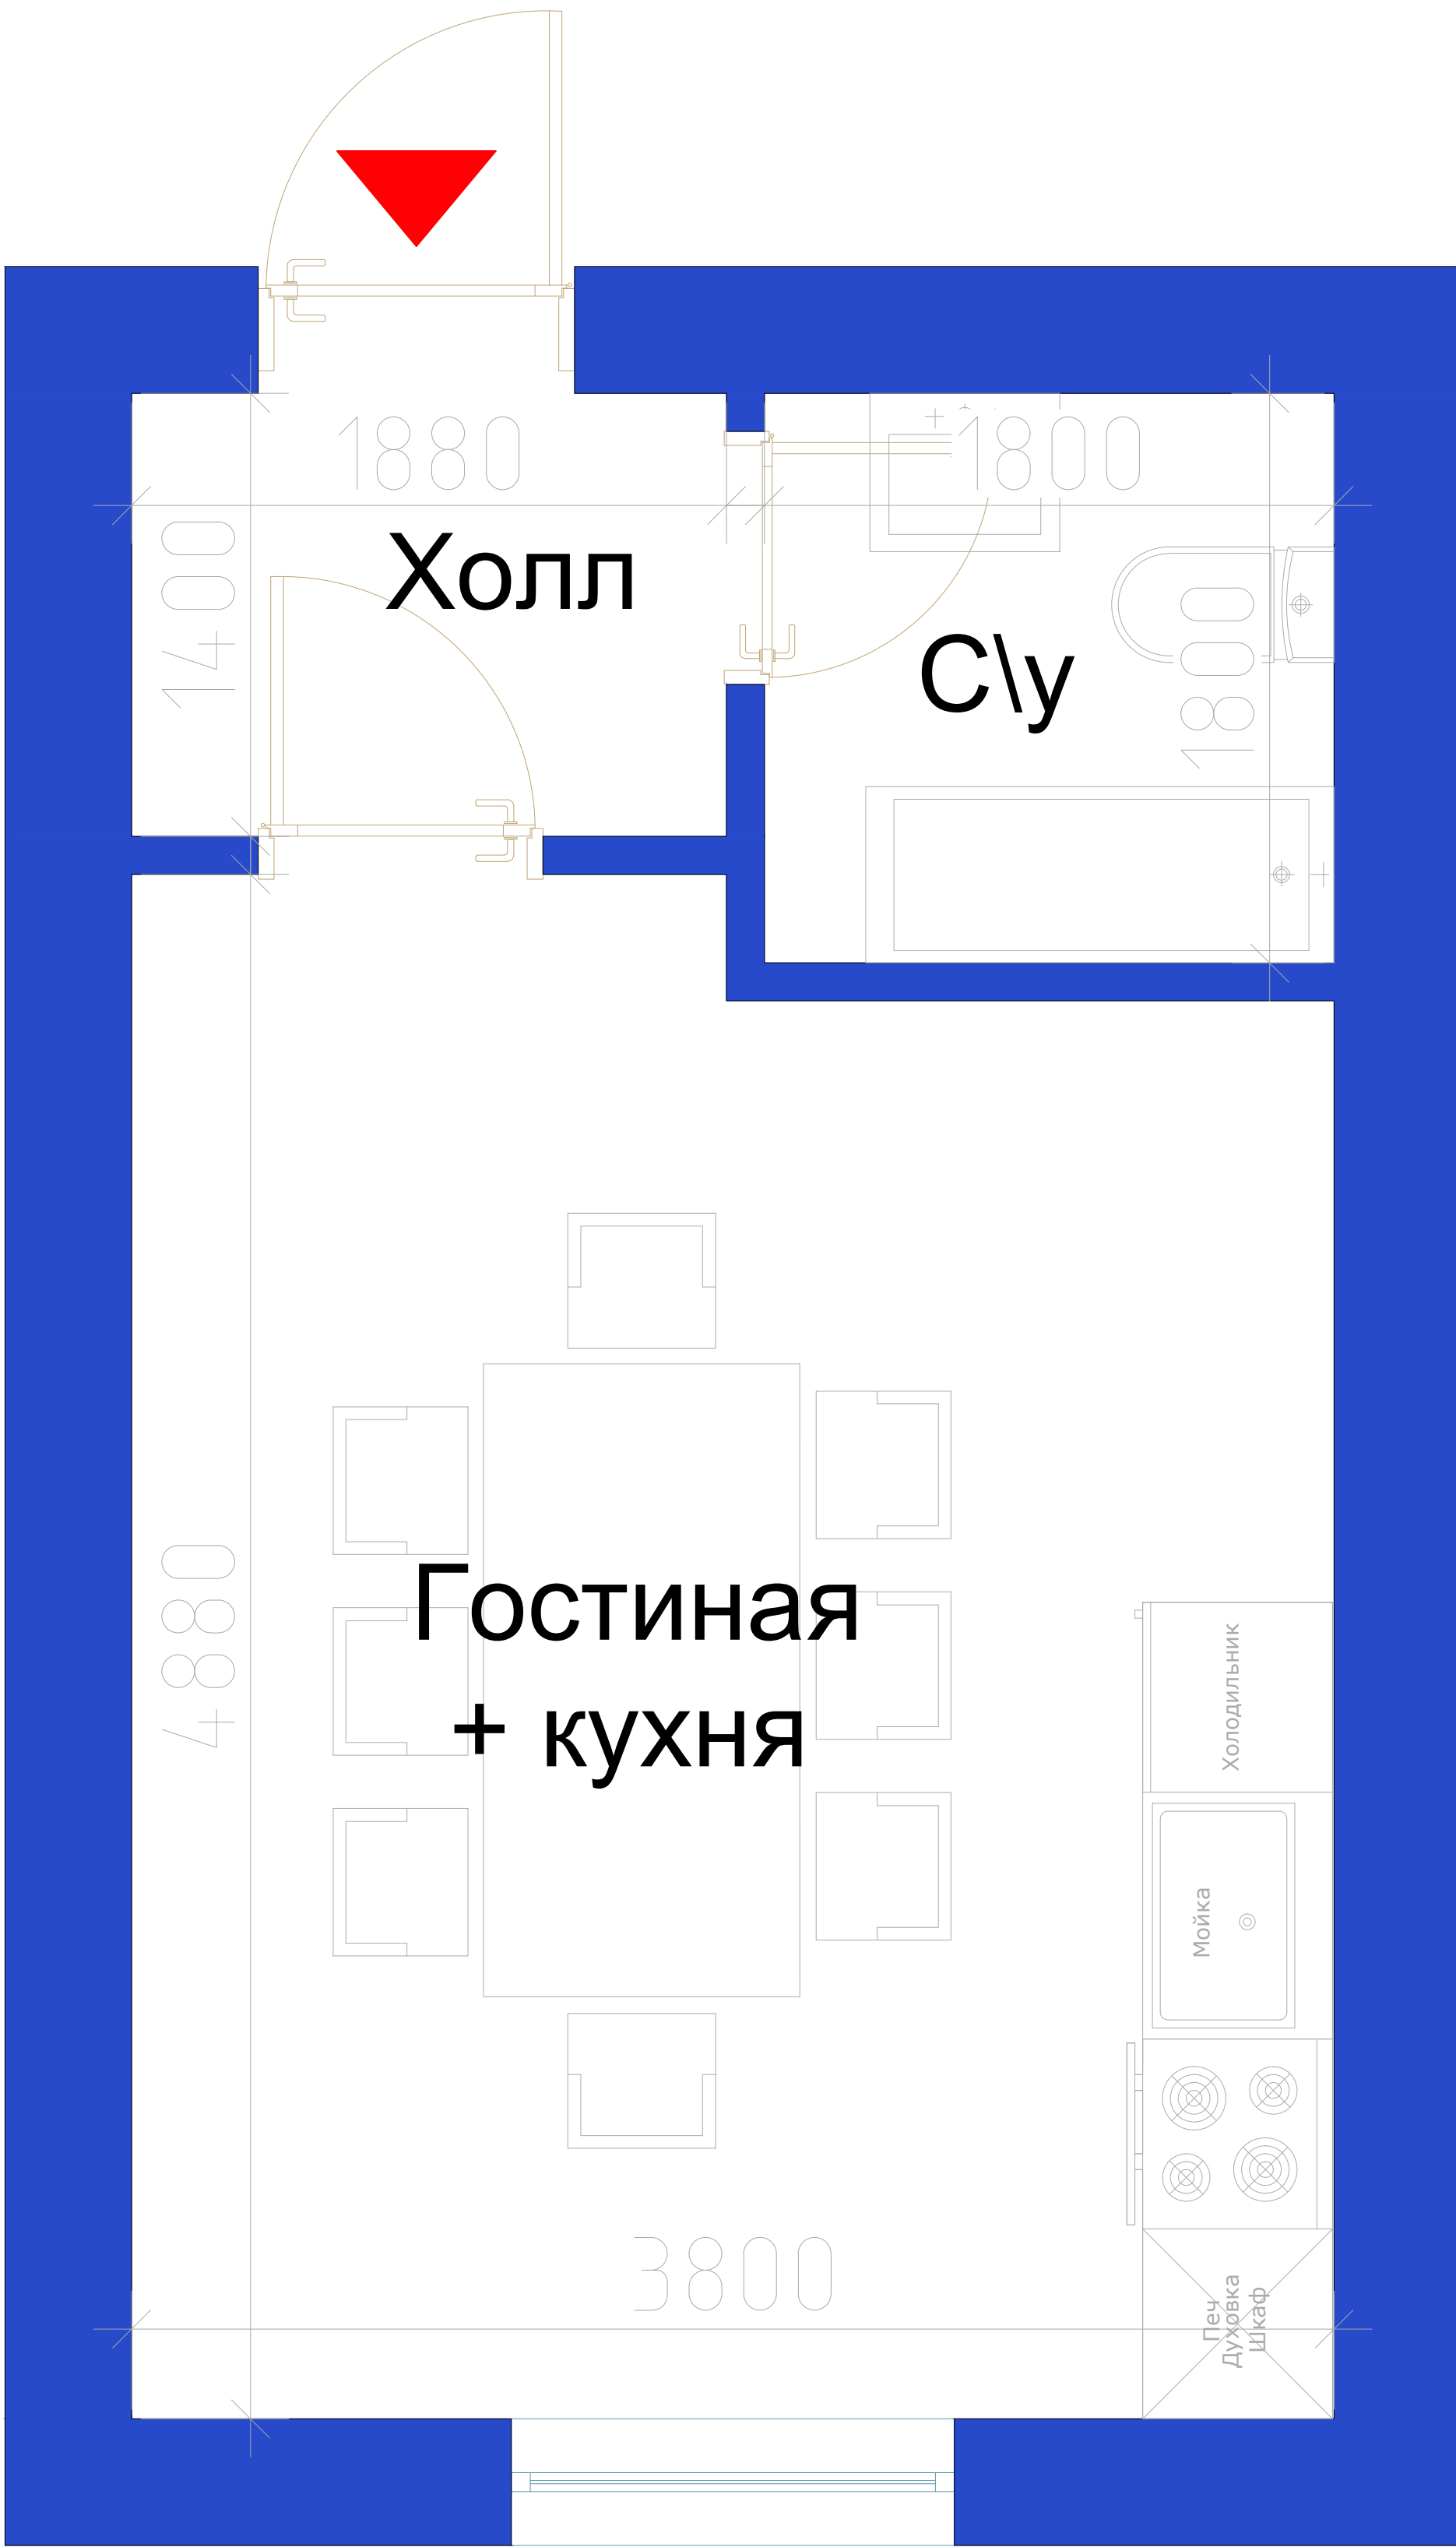 1880
1800
1400
Холл
С\у
1800
Гостиная
+ кухня
4880
Холодильник
Мойка
3800
Печ
Духовка
Шкаф